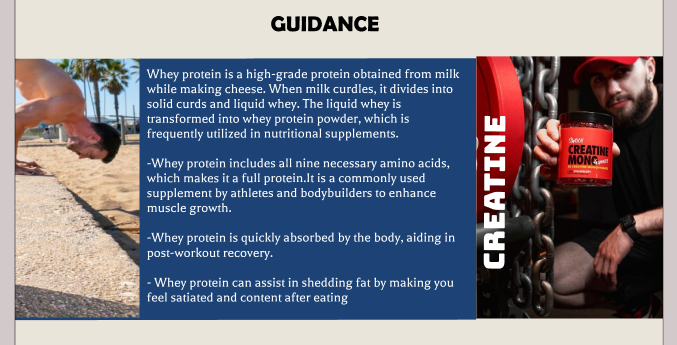 GUIDANCE
Whey protein is a high-grade protein obtained from milk
while making cheese. When milk curdles, it divides into
solid curds and liquid whey. The liquid whey is
transformed into whey protein powder, which is
frequently utilized in nutritional supplements.
-Whey protein includes all nine necessary amino acids,
which makes it a full protein.It is a commonly used
supplement by athletes and bodybuilders to enhance
muscle growth.
-Whey protein is quickly absorbed by the body, aiding in
post-workout recovery.
- Whey protein can assist in shedding fat by making you
feel satiated and content after eating
CREATINE
CREATINE